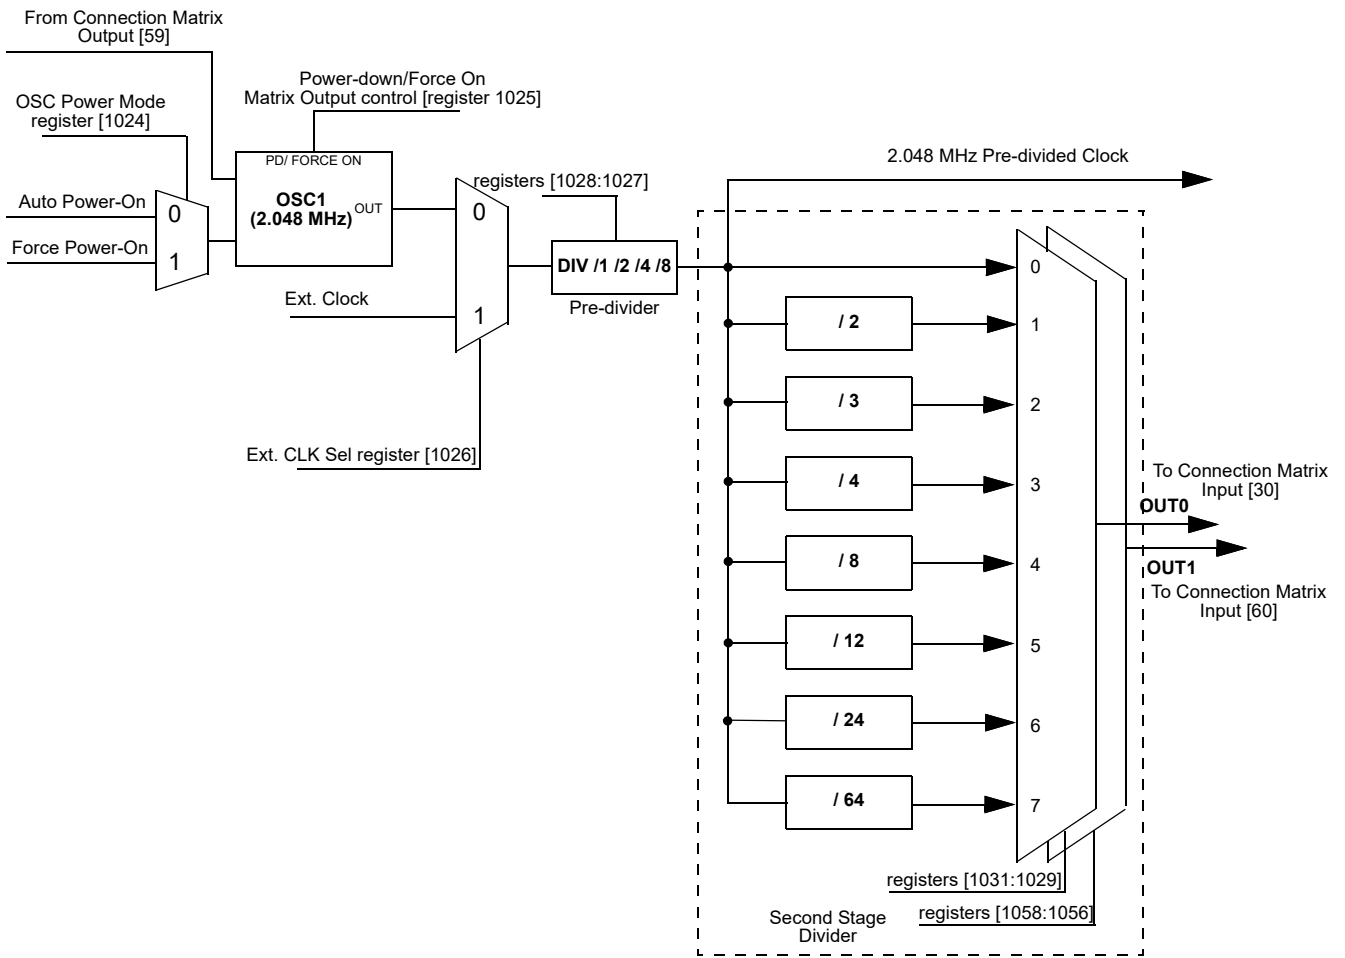 From Connection Matrix
Output [59]
Power-down/Force On
Matrix Output control [register 1025]
OSC Power Mode
register [1024]
PD/ FORCE ON
OSC1
(2.048 MHz)
OUT
Auto Power-On
0
Force Power-On
1
0
1
Ext. Clock
Ext. CLK Sel register [1026]
registers [1028:1027]
DIV /1 /2 /4 /8
Pre-divider
2.048 MHz Pre-divided Clock
0
/ 2
1
/ 3
2
/ 4
3
/ 8
4
/ 12
5
/ 24
6
/ 64
7
To Connection Matrix
Input [30]
OUT0
OUT1
To Connection Matrix
Input [60]
registers [1031:1029]
registers [1058:1056]
Second Stage
Divider